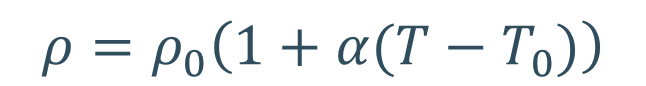 ρ = ρ₀(1 + α(T − T₀))